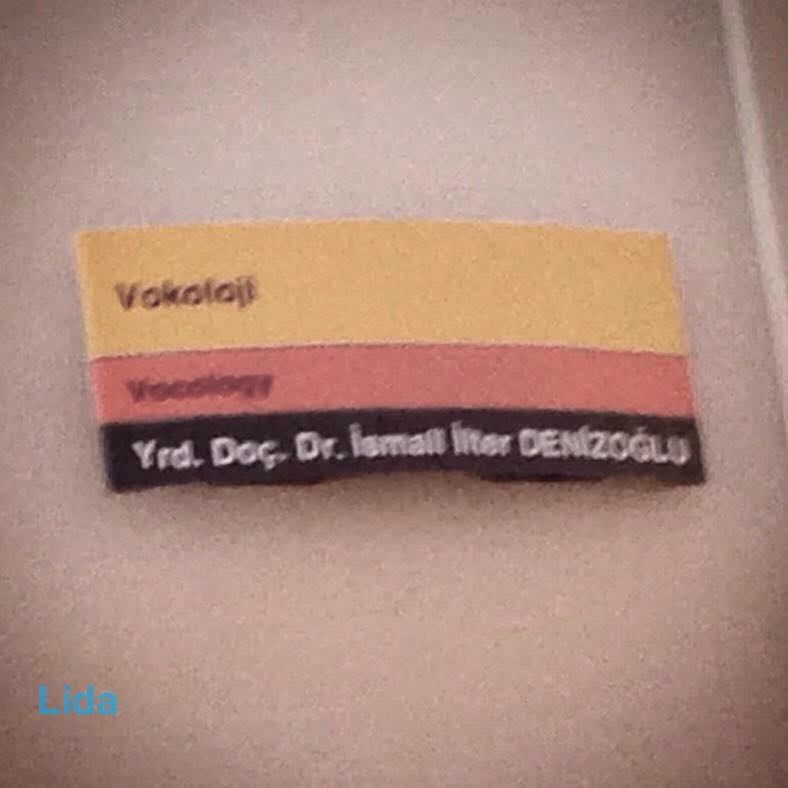 Vokoloji
Vocology
Yrd. Doç. Dr. İsmail İlter DENİZOĞLU
Lida